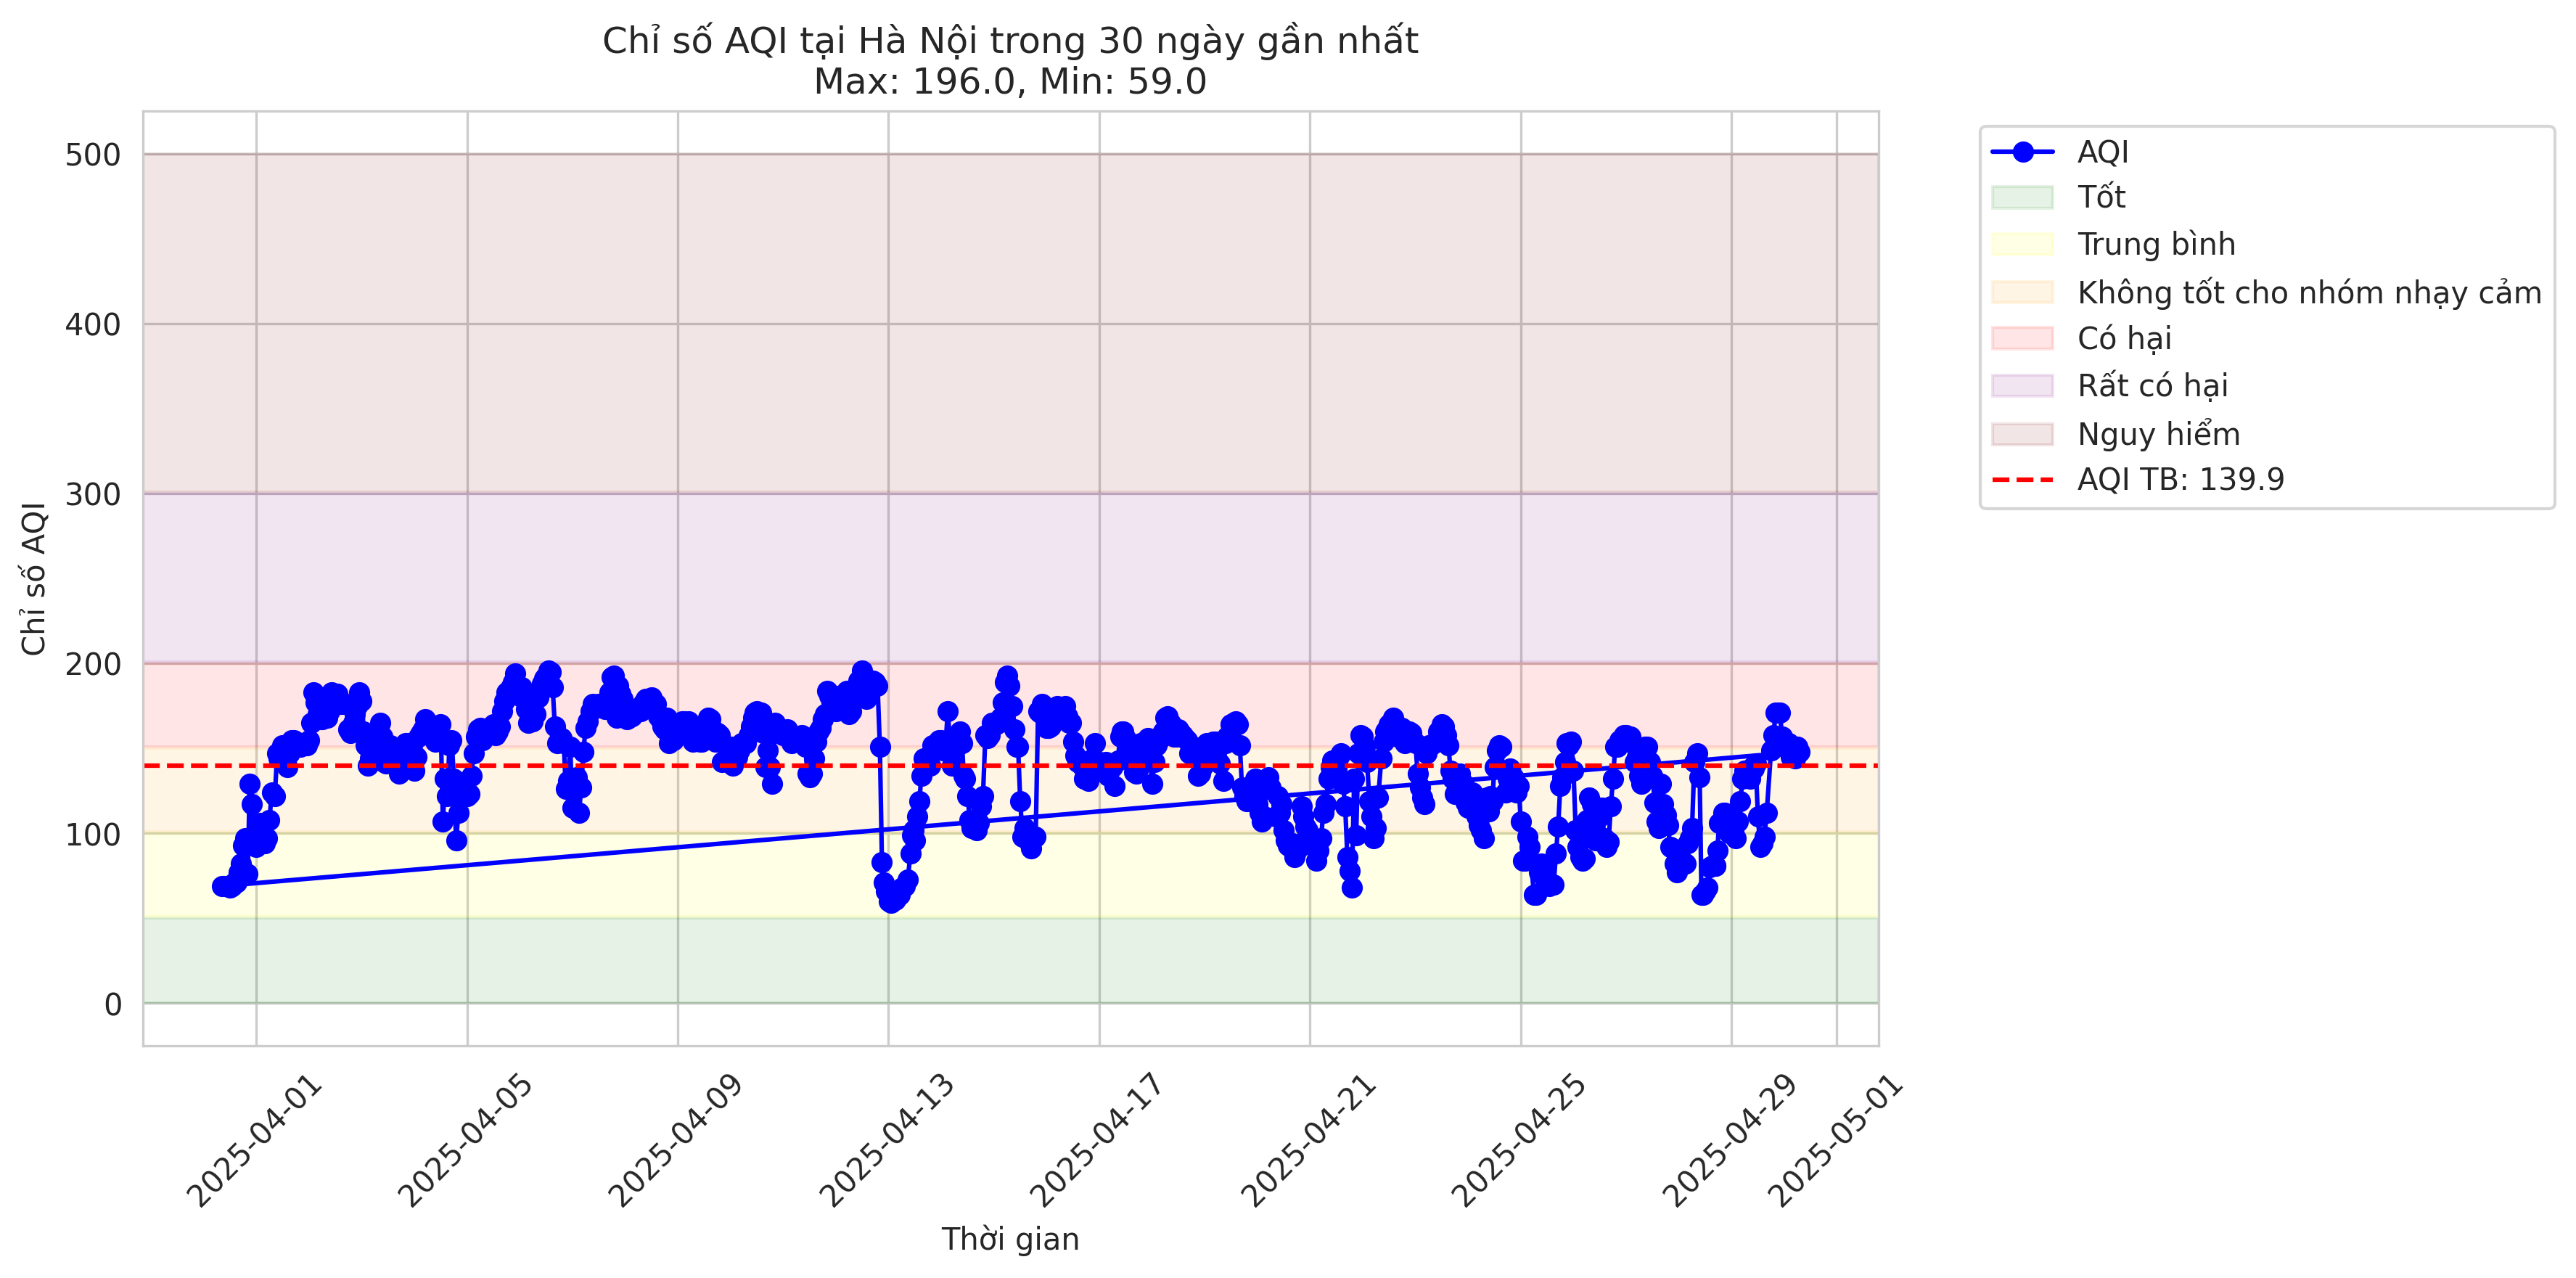 Chỉ số AQI tại Hà Nội trong 30 ngày gần nhất
Max: 196.0, Min: 59.0
Chỉ số AQI
500
400
300
200
100
0
2025-04-01
2025-04-05
2025-04-09
2025-04-13
2025-04-17
2025-04-21
2025-04-25
2025-04-29
2025-05-01
Thời gian
AQI
Tốt
Trung bình
Không tốt cho nhóm nhạy cảm
Có hại
Rất có hại
Nguy hiểm
AQI TB: 139.9